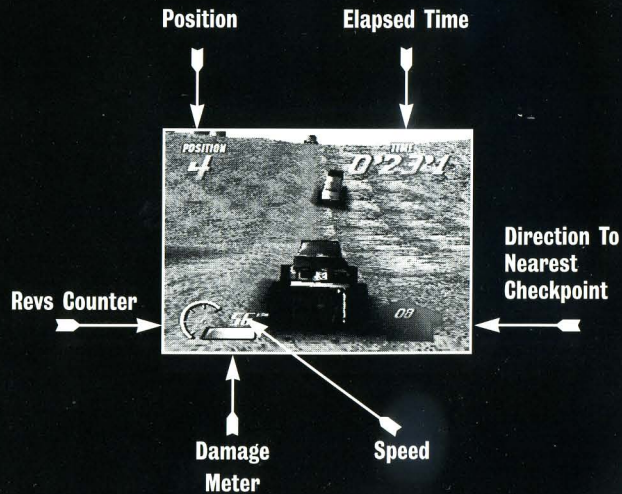 Position
Elapsed Time
POSITION
4
TIME
0'23'1
Direction To
Nearest
Checkpoint
Revs Counter
56
08
Damage
Meter
Speed